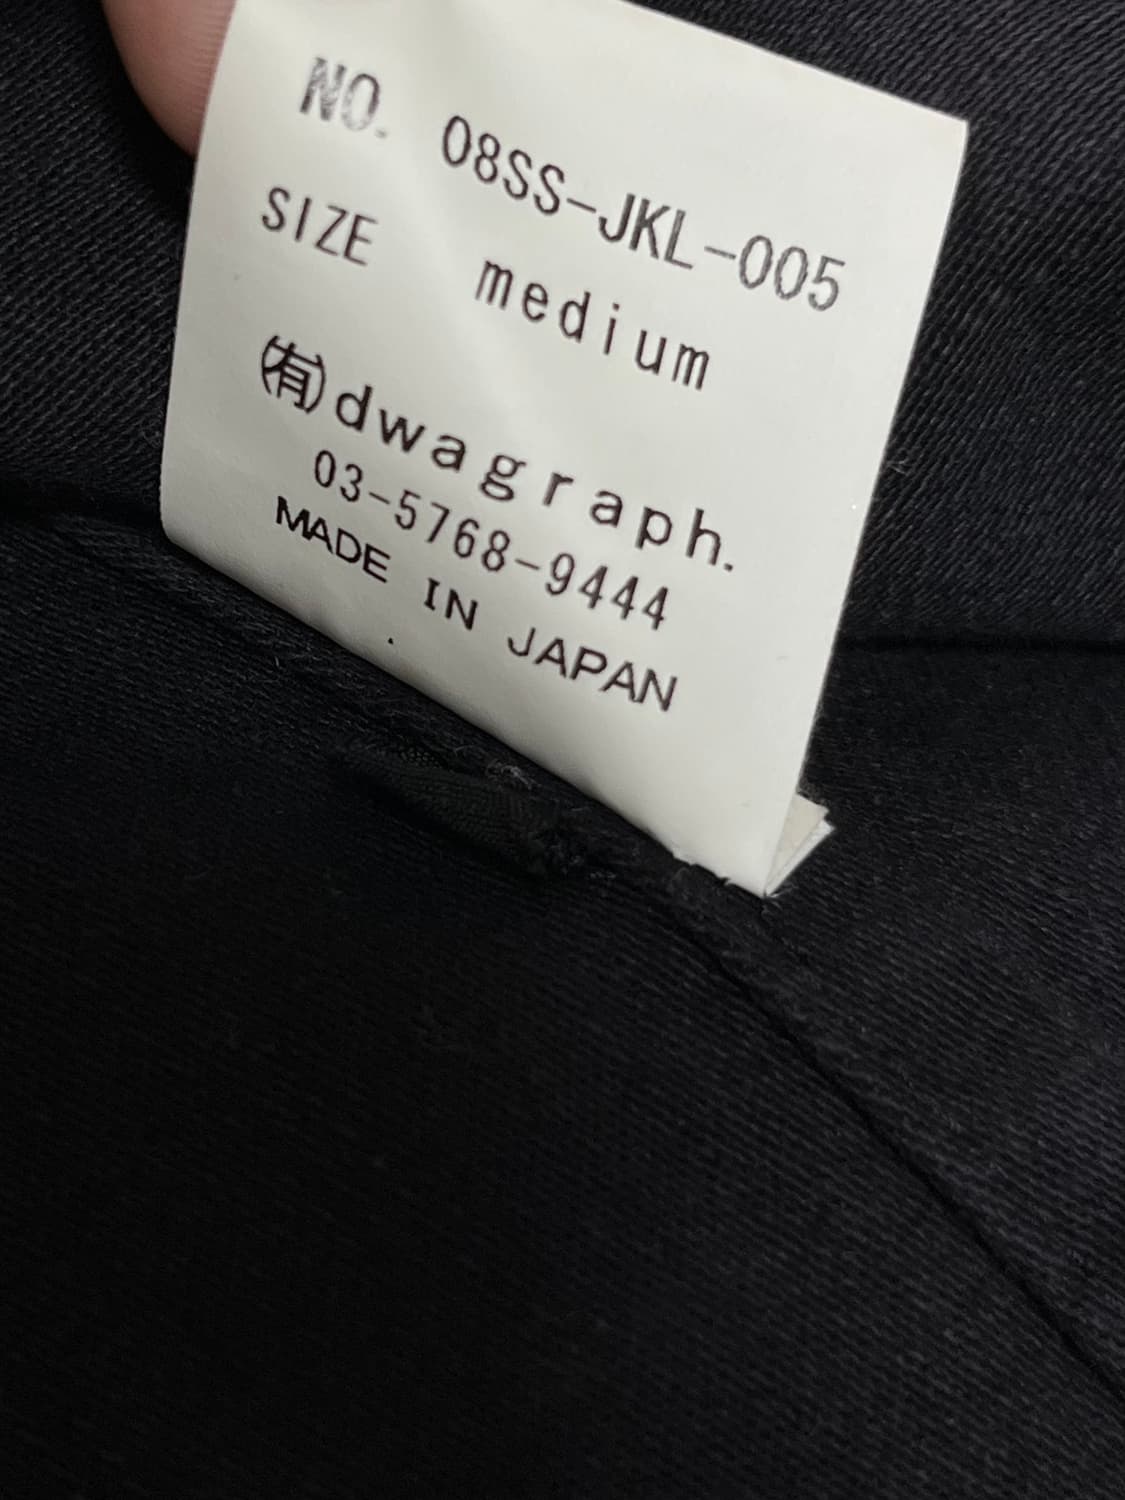 NO. 08SS-JKL-005
SIZE medium
㈲dwagraph.
03-5768-9444
MADE IN JAPAN